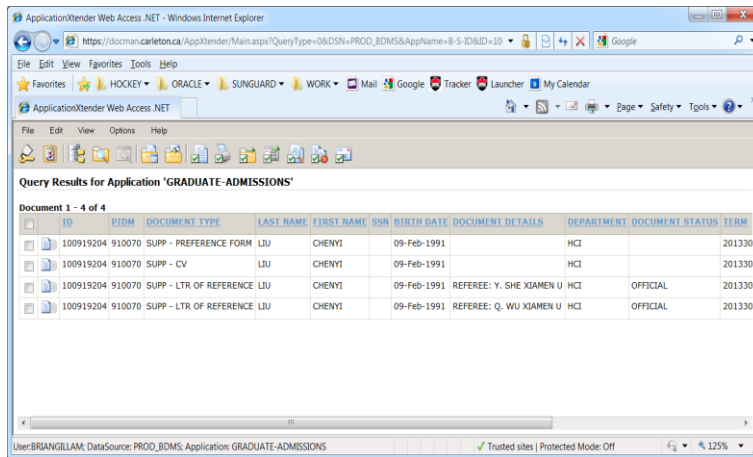 ApplicationXtender Web Access .NET - Windows Internet Explorer
https://docman.carleton.ca/AppXtender/Main.aspx?QueryType=0&DSN=PROD_BDMS&AppName=B-S-ID&ID=10
Google
File Edit View Favorites Tools Help
Favorites HOCKEY ORACLE SUNGUARD WORK Mail Google Tracker Launcher My Calendar
ApplicationXtender Web Access .NET
Page Safety Tools
File Edit View Options Help
Query Results for Application 'GRADUATE-ADMISSIONS'
Document 1 - 4 of 4
ID PIDM DOCUMENT TYPE LAST NAME FIRST NAME SSN BIRTH DATE DOCUMENT DETAILS DEPARTMENT DOCUMENT STATUS TERM
100919204 910070 SUPP - PREFERENCE FORM LIU CHENYI 09-Feb-1991 HCI 201330
100919204 910070 SUPP - CV LIU CHENYI 09-Feb-1991 HCI 201330
100919204 910070 SUPP - LTR OF REFERENCE LIU CHENYI 09-Feb-1991 REFEREE: Y. SHE XIAMEN U HCI OFFICIAL 201330
100919204 910070 SUPP - LTR OF REFERENCE LIU CHENYI 09-Feb-1991 REFEREE: Q. WU XIAMEN U HCI OFFICIAL 201330
User:BRIANGILLAM; DataSource: PROD_BDMS; Application: GRADUATE-ADMISSIONS Trusted sites | Protected Mode: Off 125%